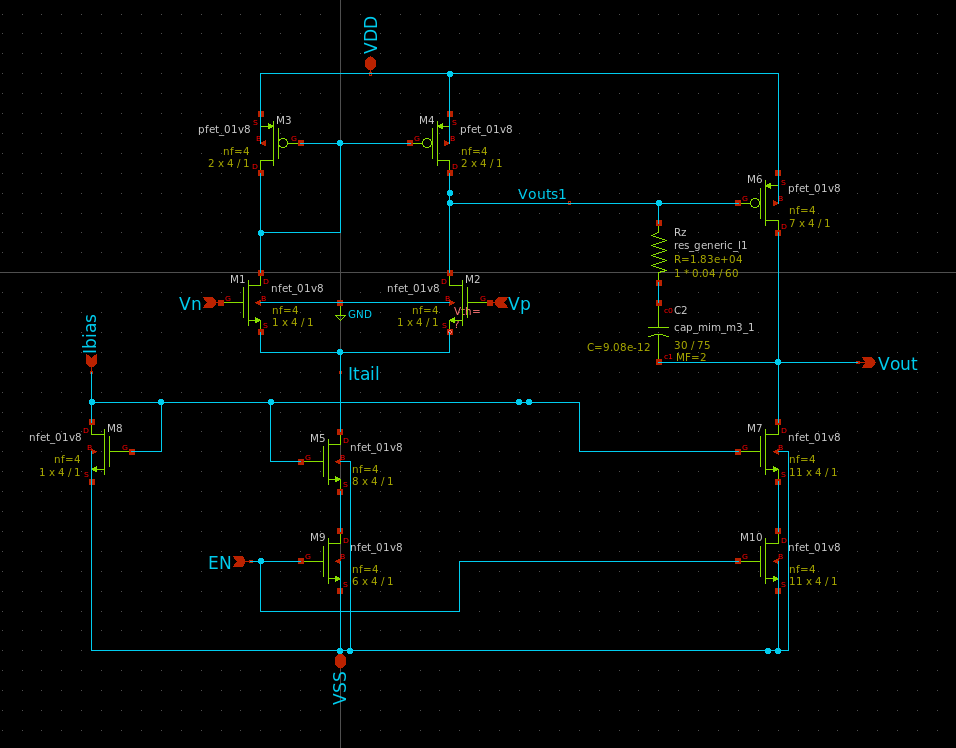 VDD
M3
pfet_01v8
nf=4
2 x 4 / 1
S
B
D
G
M4
pfet_01v8
nf=4
2 x 4 / 1
G
S
B
D
Vouts1
M6
pfet_01v8
nf=4
7 x 4 / 1
G
S
B
D
Rz
res_generic_l1
R=1.83e+04
1 * 0.04 / 60
M1
nfet_01v8
nf=4
1 x 4 / 1
Vn
G
D
B
S
GND
M2
nfet_01v8
nf=4
1 x 4 / 1
Vth=
?
Vp
G
D
B
S
C2
cap_mim_m3_1
30 / 75
MF=2
C=9.08e-12
c0
c1
Vout
Ibias
Itail
M8
nfet_01v8
nf=4
1 x 4 / 1
D
B
S
G
M5
nfet_01v8
nf=4
8 x 4 / 1
G
D
B
S
M7
nfet_01v8
nf=4
11 x 4 / 1
G
D
B
S
EN
M9
nfet_01v8
nf=4
6 x 4 / 1
G
D
B
S
M10
nfet_01v8
nf=4
11 x 4 / 1
G
D
B
S
VSS